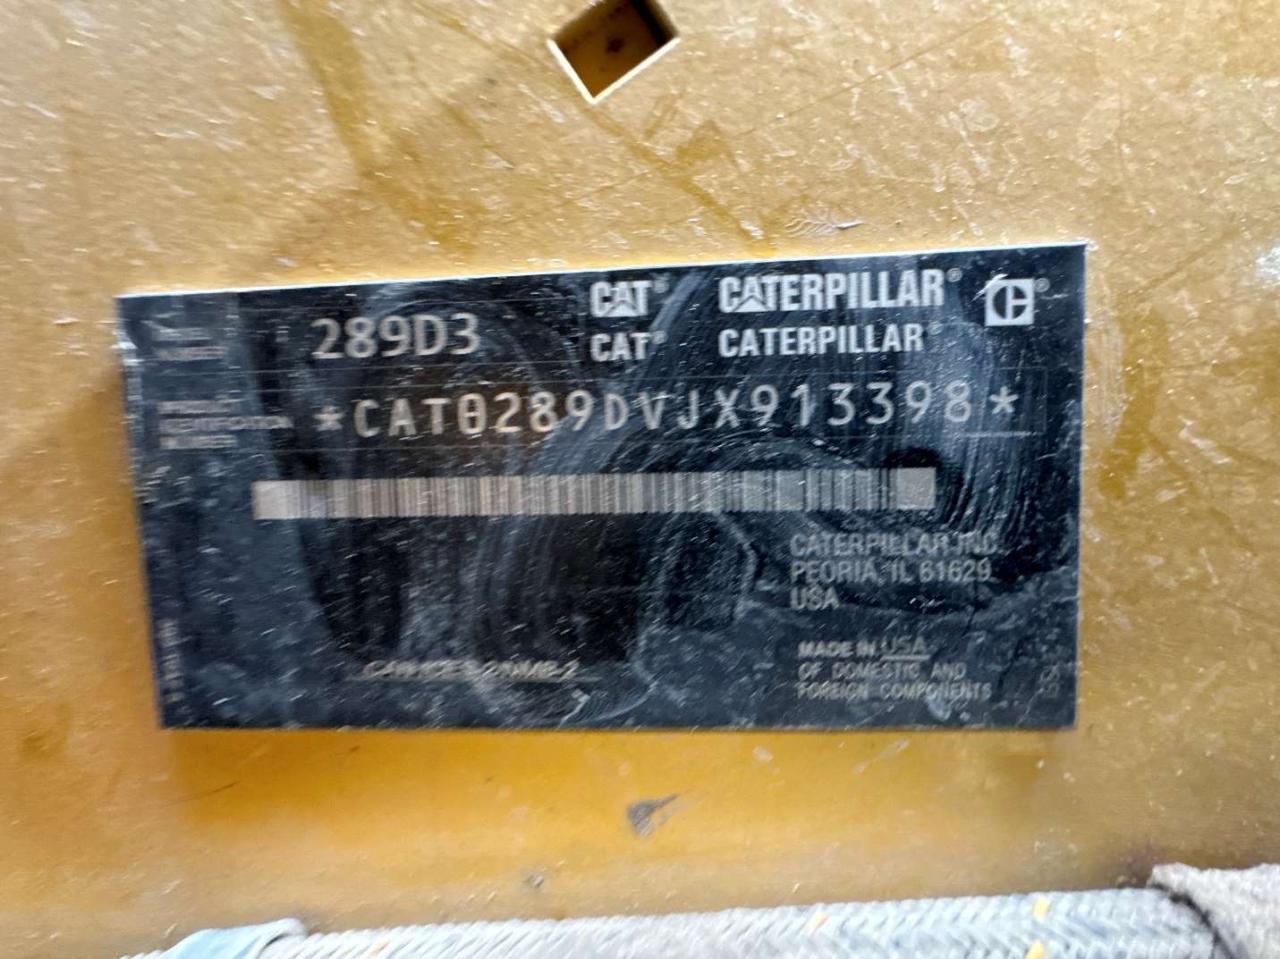 CAT® CATERPILLAR®
289D3 CAT® CATERPILLAR®
*CAT0289DVJX913398*
CATERPILLAR INC.
PEORIA, IL 61629
USA
MADE IN USA
OF DOMESTIC AND
FOREIGN COMPONENTS